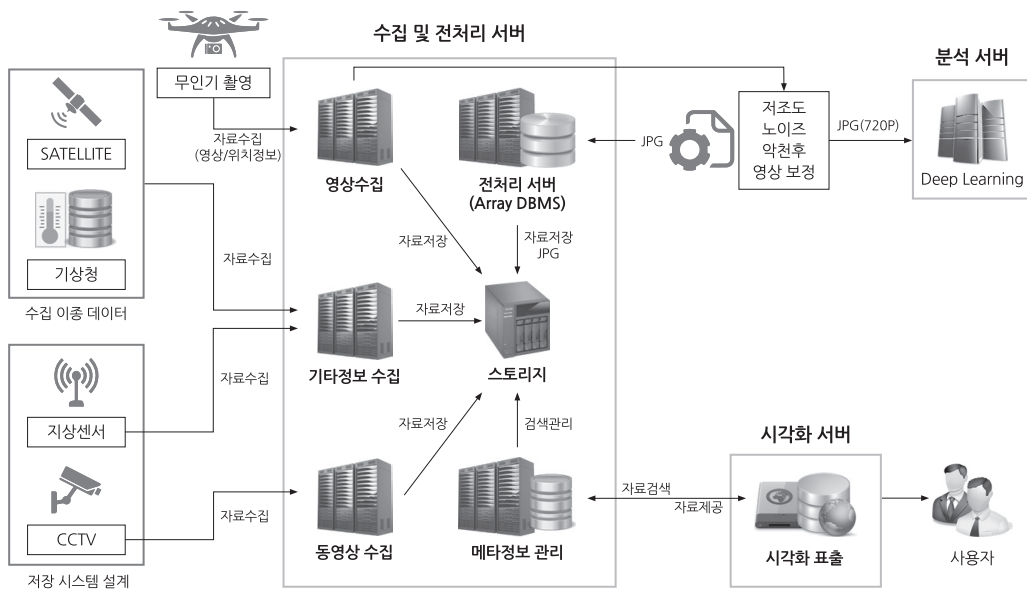 수집 및 전처리 서버
분석 서버
무인기 촬영
자료수집
(영상/위치정보)
SATELLITE
기상청
수집 이종 데이터
자료수집
지상센서
CCTV
저장 시스템 설계
자료수집
자료수집
영상수집
전처리 서버
(Array DBMS)
JPG
저조도
노이즈
악천후
영상 보정
JPG(720P)
Deep Learning
자료저장
자료저장
JPG
자료저장
기타정보 수집
스토리지
자료저장
검색관리
동영상 수집
메타정보 관리
자료검색
자료제공
시각화 서버
시각화 표출
사용자